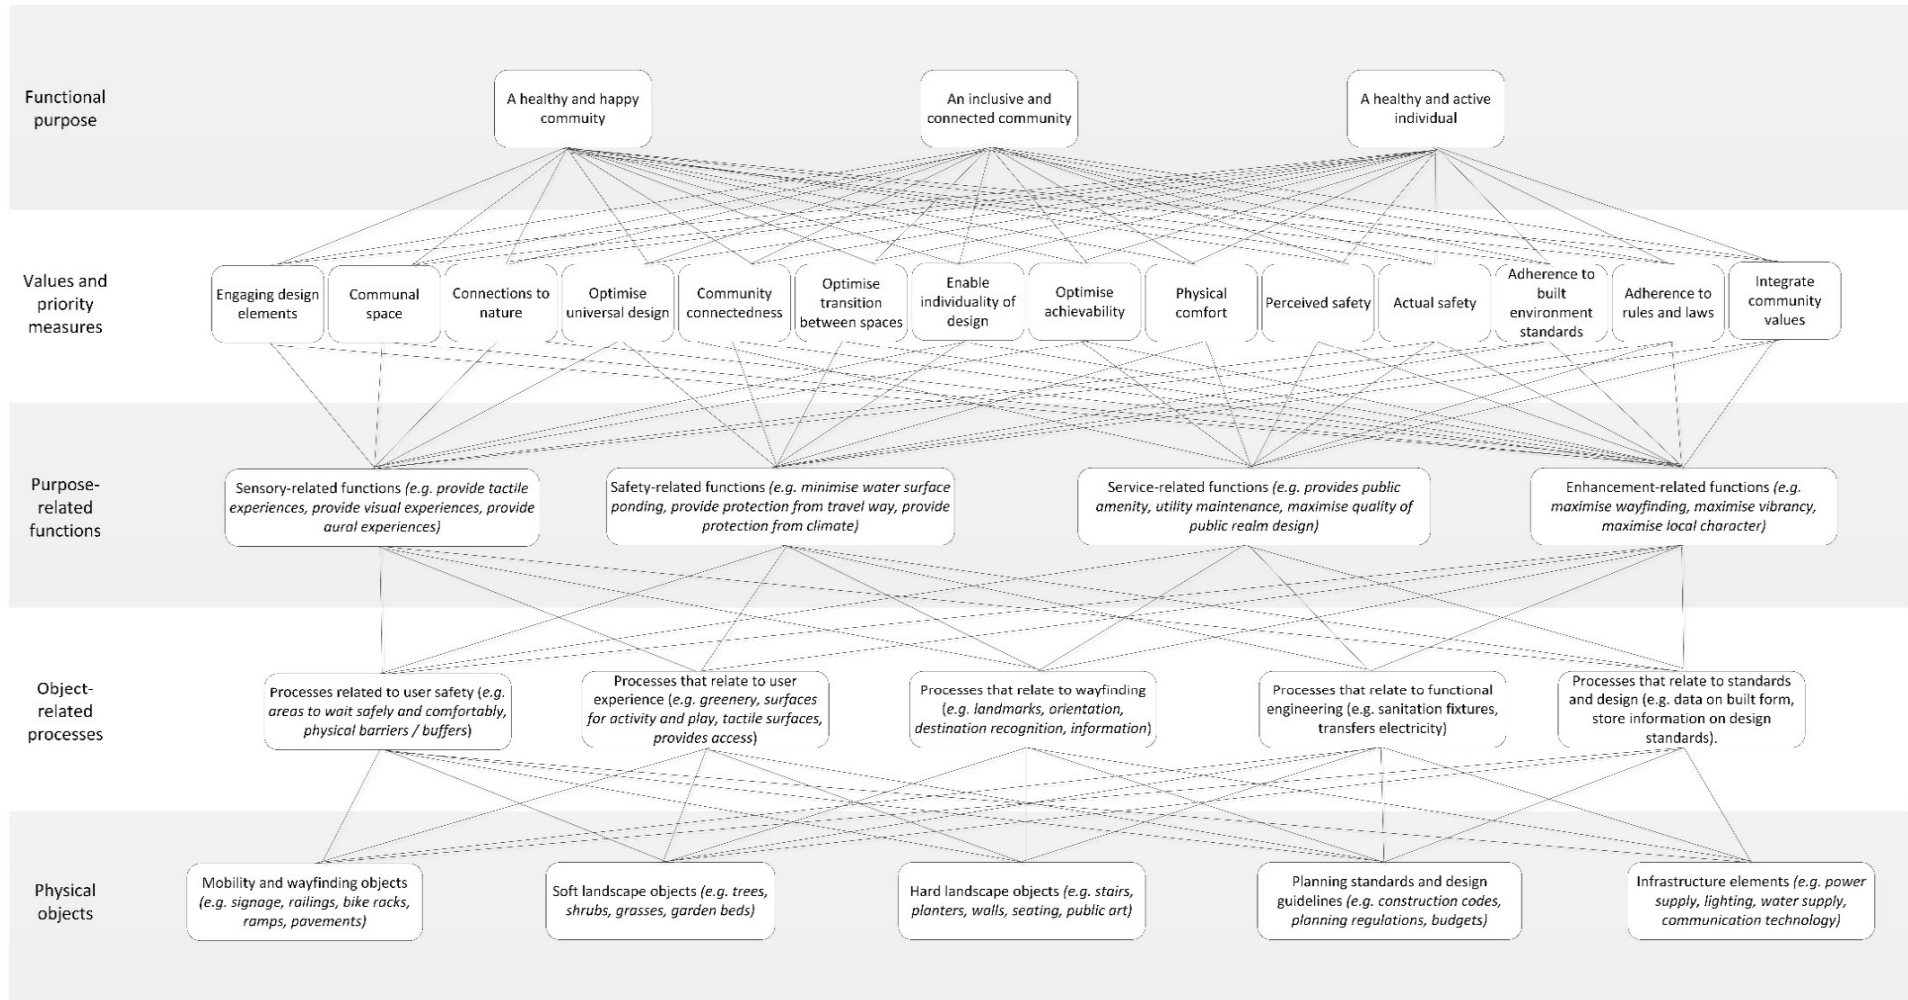 Functional
purpose
A healthy and happy
commuity
An inclusive and
connected community
A healthy and active
individual
Values and
priority
measures
Engaging design
elements
Communal
space
Connections to
nature
Optimise
universal design
Community
connectedness
Optimise
transition
between spaces
Enable
individuality of
design
Optimise
achievability
Physical
comfort
Perceived safety
Actual safety
Adherence to
built
environment
standards
Adherence to
rules and laws
Integrate
community
values
Purpose-
related
functions
Sensory-related functions (e.g. provide tactile
experiences, provide visual experiences, provide
aural experiences)
Safety-related functions (e.g. minimise water surface
ponding, provide protection from travel way, provide
protection from climate)
Service-related functions (e.g. provides public
amenity, utility maintenance, maximise quality of
public realm design)
Enhancement-related functions (e.g.
maximise wayfinding, maximise vibrancy,
maximise local character)
Object-
related
processes
Processes related to user safety (e.g.
areas to wait safely and comfortably,
physical barriers / buffers)
Processes that relate to user
experience (e.g. greenery, surfaces
for activity and play, tactile surfaces,
provides access)
Processes that relate to wayfinding
(e.g. landmarks, orientation,
destination recognition, information)
Processes that relate to functional
engineering (e.g. sanitation fixtures,
transfers electricity)
Processes that relate to standards
and design (e.g. data on built form,
store information on design
standards).
Physical
objects
Mobility and wayfinding objects
(e.g. signage, railings, bike racks,
ramps, pavements)
Soft landscape objects (e.g. trees,
shrubs, grasses, garden beds)
Hard landscape objects (e.g. stairs,
planters, walls, seating, public art)
Planning standards and design
guidelines (e.g. construction codes,
planning regulations, budgets)
Infrastructure elements (e.g. power
supply, lighting, water supply,
communication technology)